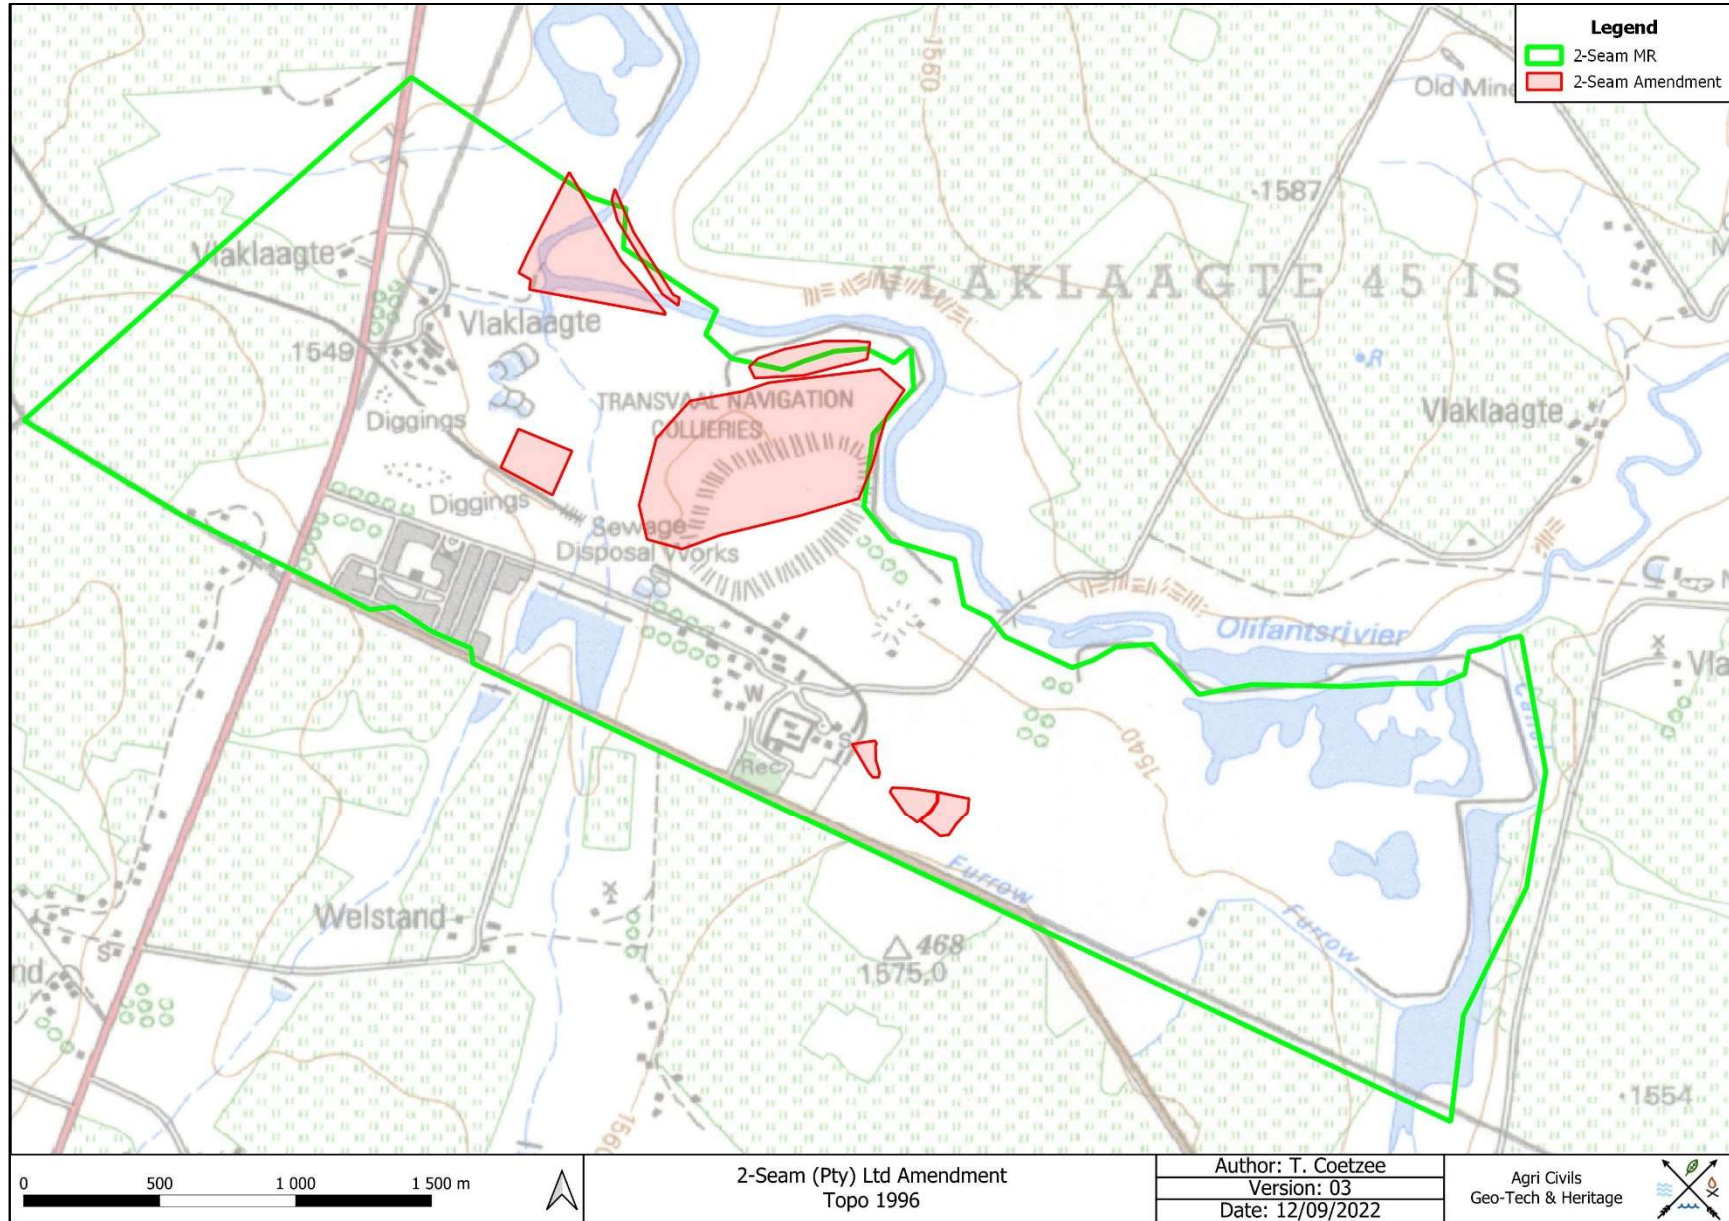 Legend
2-Seam MR
2-Seam Amendment
1560
Old Mine
1587
Vlaklaagte
VLAKLAAGTE 45 IS
Vlaklaagte
1549
R
Vlaklaagte
TRANSVAAL NAVIGATION
COLLIERIES
Diggings
Diggings
Sewage
Disposal Works
Olifantsrivier
W
S
Rec
1540
Furrow
Furrow
Welstand
S
nd
468
1575,0
1554
0 500 1 000 1 500 m
2-Seam (Pty) Ltd Amendment
Topo 1996
Author: T. Coetzee
Version: 03
Date: 12/09/2022
Agri Civils
Geo-Tech & Heritage